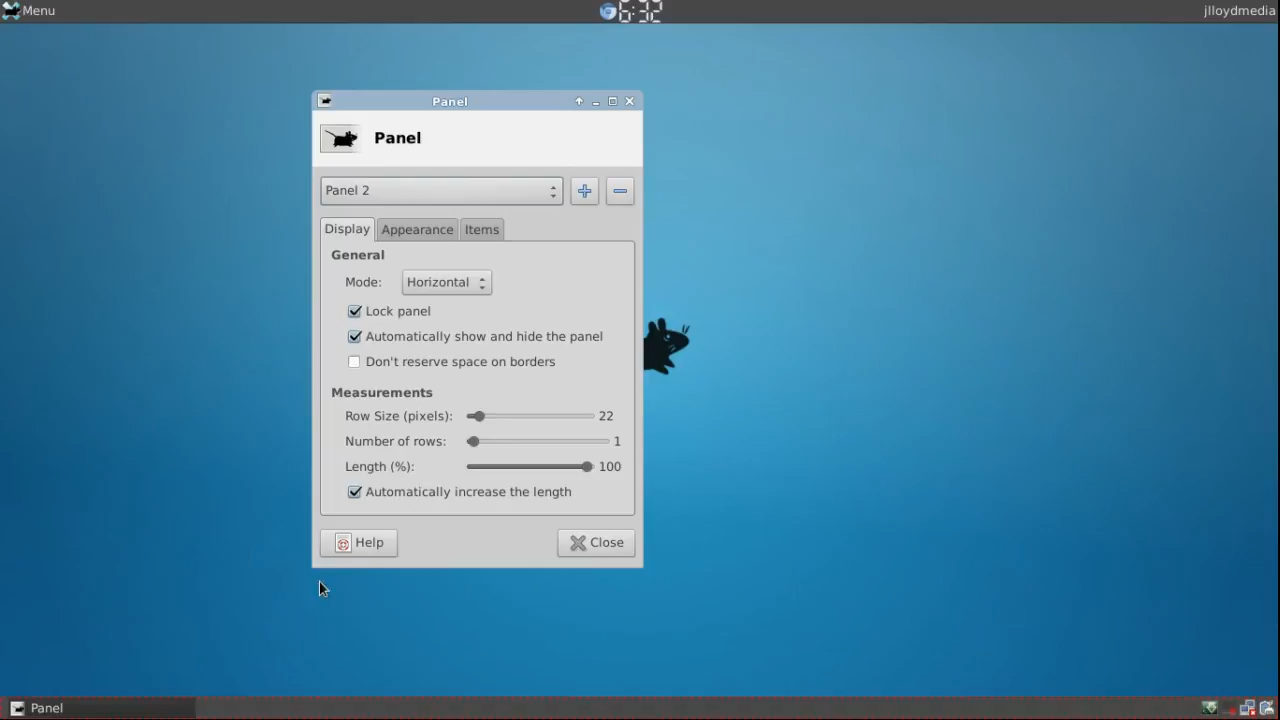 Menu
6:32
jlloydmedia
Panel
Panel
Panel 2
Display Appearance Items
General
Mode: Horizontal
Lock panel
Automatically show and hide the panel
Don't reserve space on borders
Measurements
Row Size (pixels): 22
Number of rows: 1
Length (%): 100
Automatically increase the length
Help Close
Panel